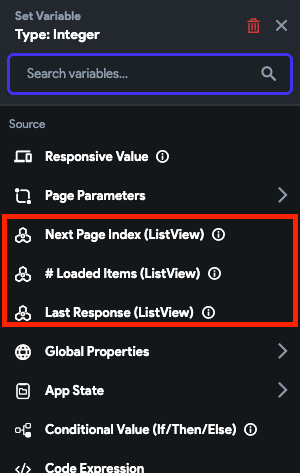 Set Variable
Type: Integer
Search variables...
Source
Responsive Value
Page Parameters
Next Page Index (ListView)
# Loaded Items (ListView)
Last Response (ListView)
Global Properties
App State
Conditional Value (If/Then/Else)
Code Expression